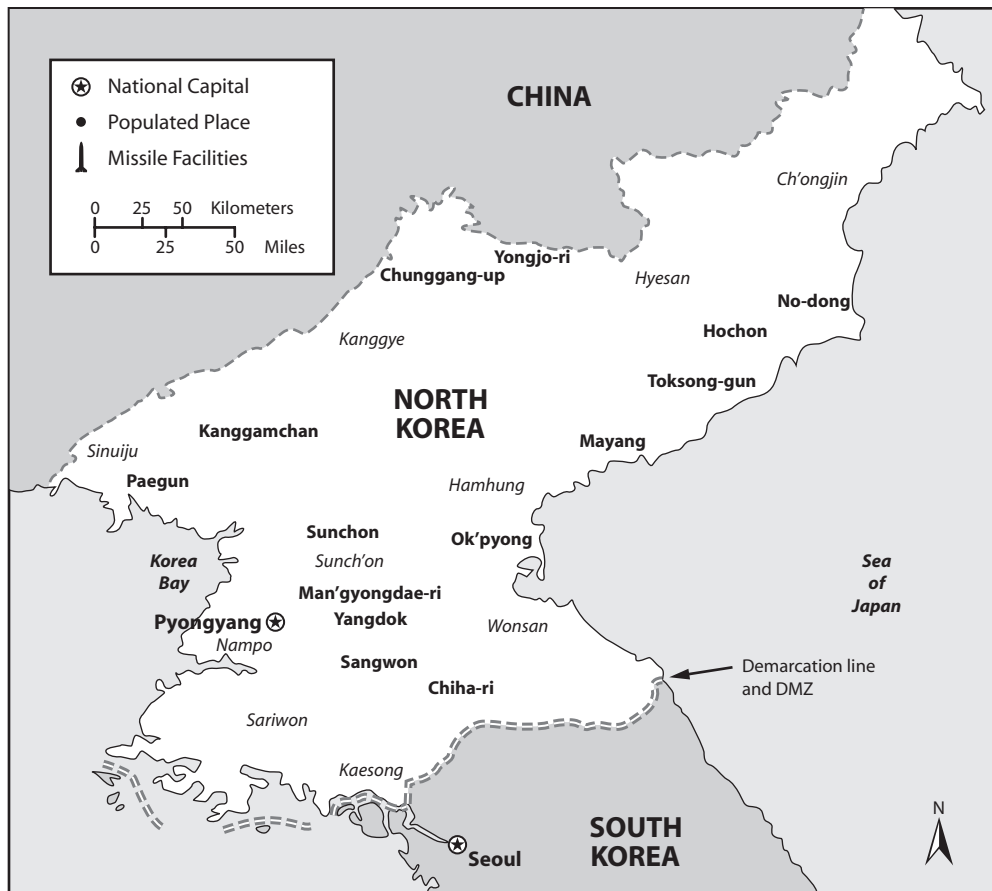 National Capital
Populated Place
Missile Facilities
0 25 50 Kilometers
0 25 50 Miles
CHINA
Ch'ongjin
Yongjo-ri
Chunggang-up
Hyesan
No-dong
Hochon
Kanggye
Toksong-gun
NORTH
KOREA
Kanggamchan
Mayang
Sinuiju
Paegun
Hamhung
Sunchon
Ok'pyong
Korea
Bay
Sunch'on
Sea
of
Japan
Man'gyongdae-ri
Pyongyang
Yangdok
Wonsan
Nampo
Sangwon
Demarcation line
and DMZ
Chiha-ri
Sariwon
Kaesong
N
SOUTH
KOREA
Seoul